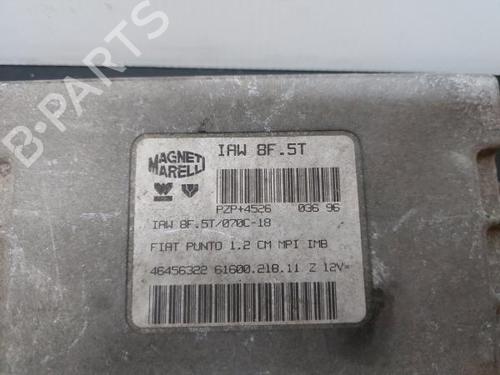 B-PARTS
MAGNETI
MARELLI
IAW 8F.5T
PZP+4526 036 96
IAW 8F.5T/070C-18
FIAT PUNTO 1.2 CM MPI IMB
46456322 61600.218.11 Z 12V=